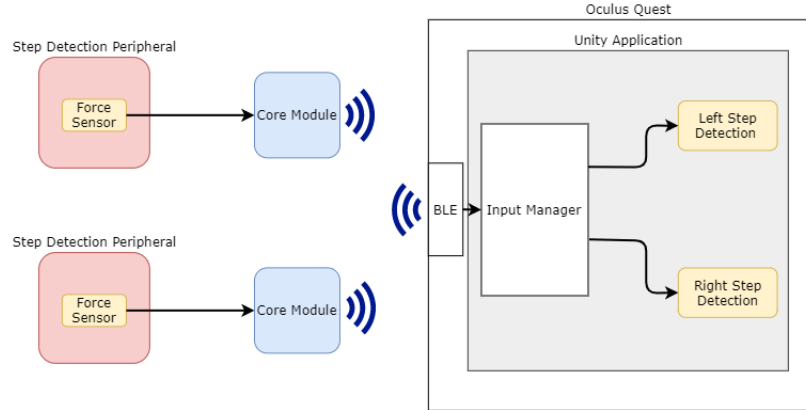 Oculus Quest
Step Detection Peripheral
Unity Application
Force
Sensor
Core Module
Left Step
Detection
BLE
Input Manager
Step Detection Peripheral
Force
Sensor
Core Module
Right Step
Detection